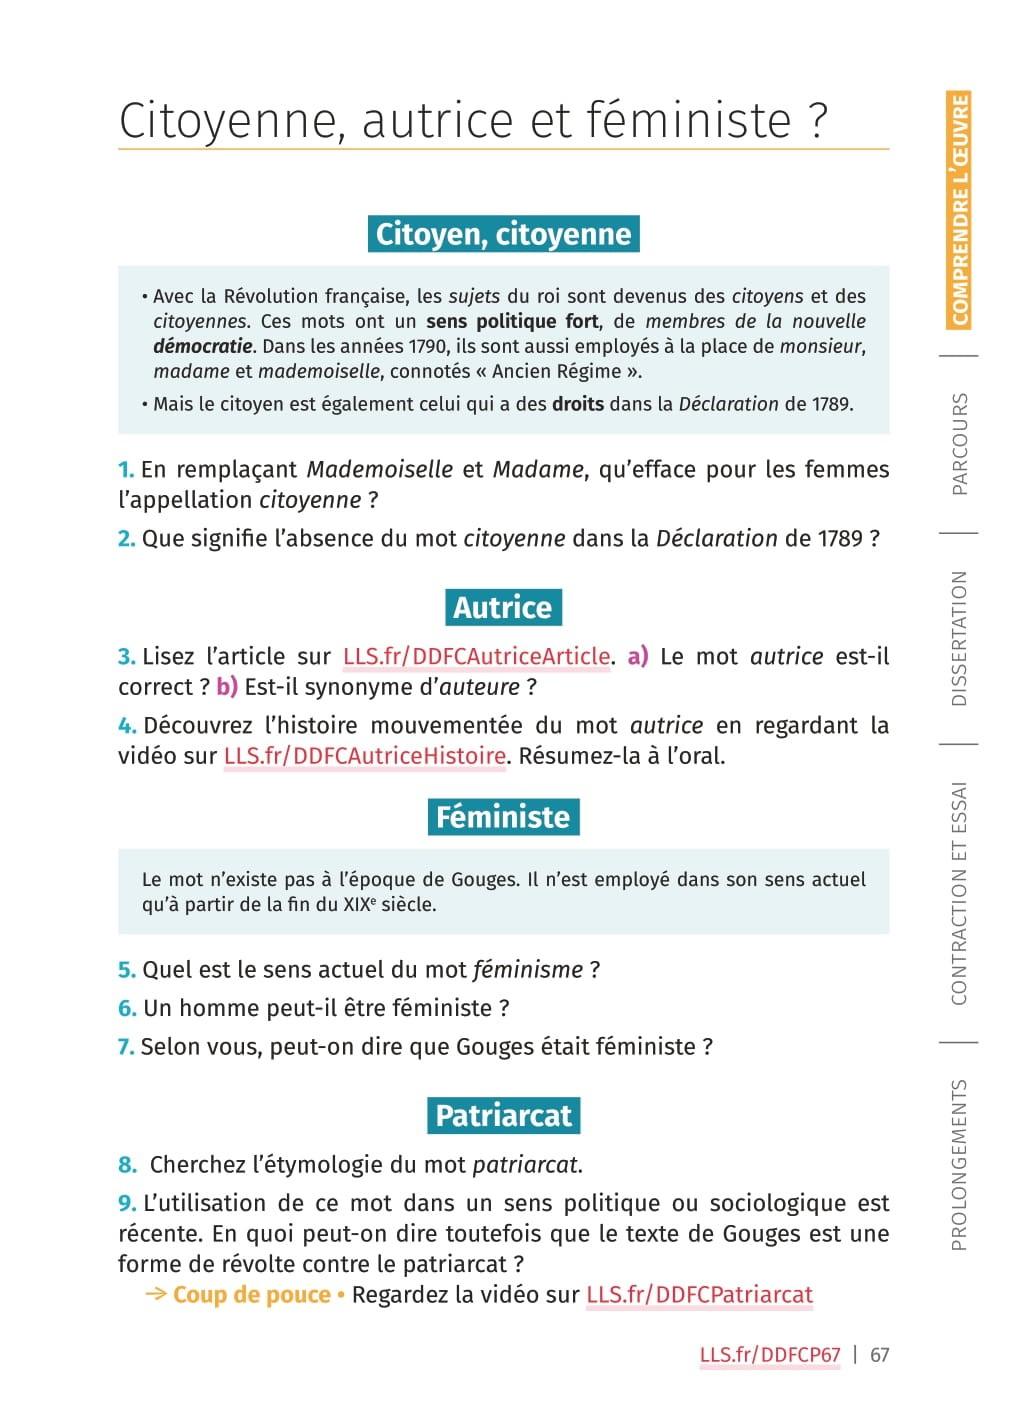 Citoyenne, autrice et féministe ?
Citoyen, citoyenne
• Avec la Révolution française, les sujets du roi sont devenus des citoyens et des
citoyennes. Ces mots ont un sens politique fort, de membres de la nouvelle
démocratie. Dans les années 1790, ils sont aussi employés à la place de monsieur,
madame et mademoiselle, connotés « Ancien Régime ».
• Mais le citoyen est également celui qui a des droits dans la Déclaration de 1789.
1. En remplaçant Mademoiselle et Madame, qu’efface pour les femmes
l’appellation citoyenne ?
2. Que signifie l’absence du mot citoyenne dans la Déclaration de 1789 ?
Autrice
3. Lisez l’article sur LLS.fr/DDFCAutriceArticle. a) Le mot autrice est-il
correct ? b) Est-il synonyme d’auteure ?
4. Découvrez l’histoire mouvementée du mot autrice en regardant la
vidéo sur LLS.fr/DDFCAutriceHistoire. Résumez-la à l’oral.
Féministe
Le mot n’existe pas à l’époque de Gouges. Il n’est employé dans son sens actuel
qu’à partir de la fin du XIXe siècle.
5. Quel est le sens actuel du mot féminisme ?
6. Un homme peut-il être féministe ?
7. Selon vous, peut-on dire que Gouges était féministe ?
Patriarcat
8. Cherchez l’étymologie du mot patriarcat.
9. L’utilisation de ce mot dans un sens politique ou sociologique est
récente. En quoi peut-on dire toutefois que le texte de Gouges est une
forme de révolte contre le patriarcat ?
→ Coup de pouce • Regardez la vidéo sur LLS.fr/DDFCPatriarcat
LLS.fr/DDFCP67 | 67
COMPRENDRE L’ŒUVRE
PARCOURS
DISSERTATION
CONTRACTION ET ESSAI
PROLONGEMENTS